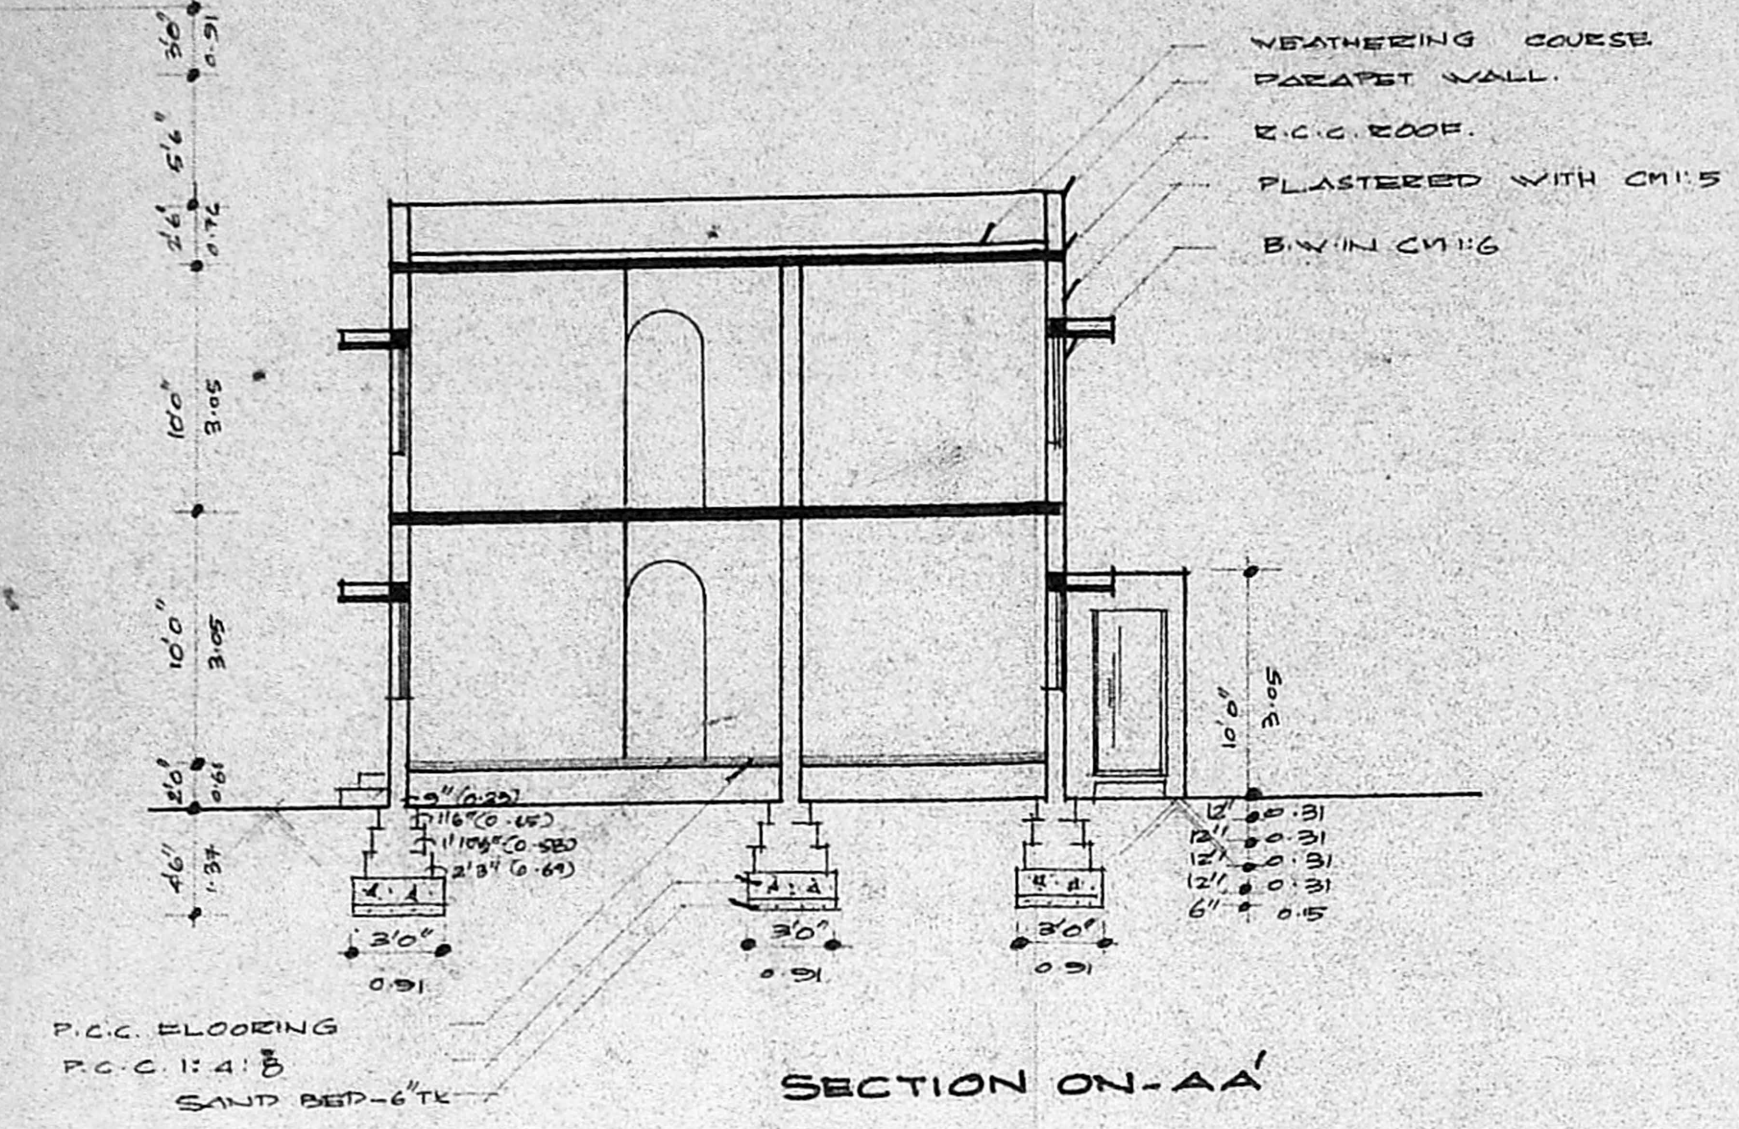 WEATHERING COURSE
PARAPET WALL.
R.C.C. ROOF.
PLASTERED WITH CM1:5
B.W.IN CM1:6
3'0" 0.91
5'6"
2'6"
10'0" 3.05
10'0" 3.05
2'0" 0.61
4'6" 1.37
9"(0.23)
1'6"
1'10½"(0.58)
2'3"(0.69)
10'0" 3.05
12" 0.31
12" 0.31
12" 0.31
12" 0.31
6" 0.15
3'0" 3'0" 3'0"
0.91 0.91 0.91
P.C.C. FLOORING
P.C.C. 1:4:8
SAND BED-6"TK
SECTION ON-AA'